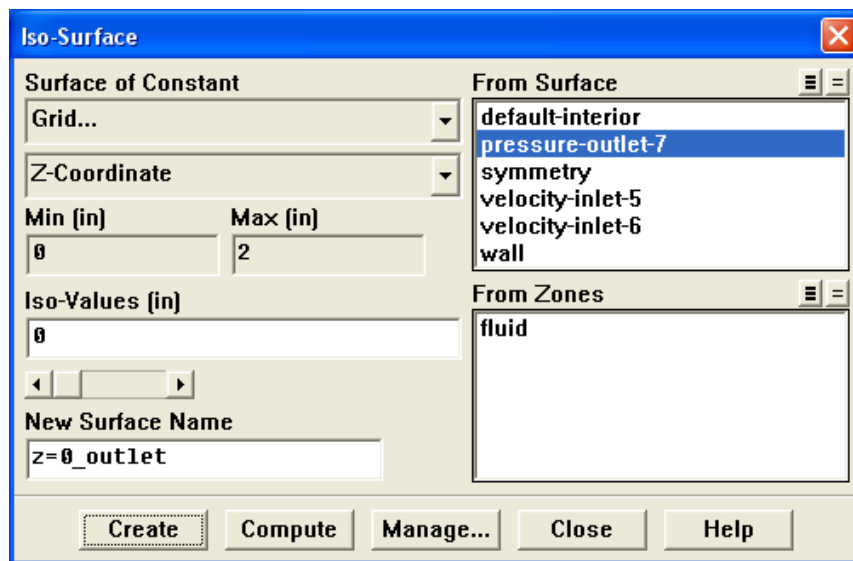 Iso-Surface
Surface of Constant
Grid...
Z-Coordinate
Min (in)
Max (in)
0
2
Iso-Values (in)
0
New Surface Name
z=0_outlet
From Surface
default-interior
pressure-outlet-7
symmetry
velocity-inlet-5
velocity-inlet-6
wall
From Zones
fluid
Create
Compute
Manage...
Close
Help